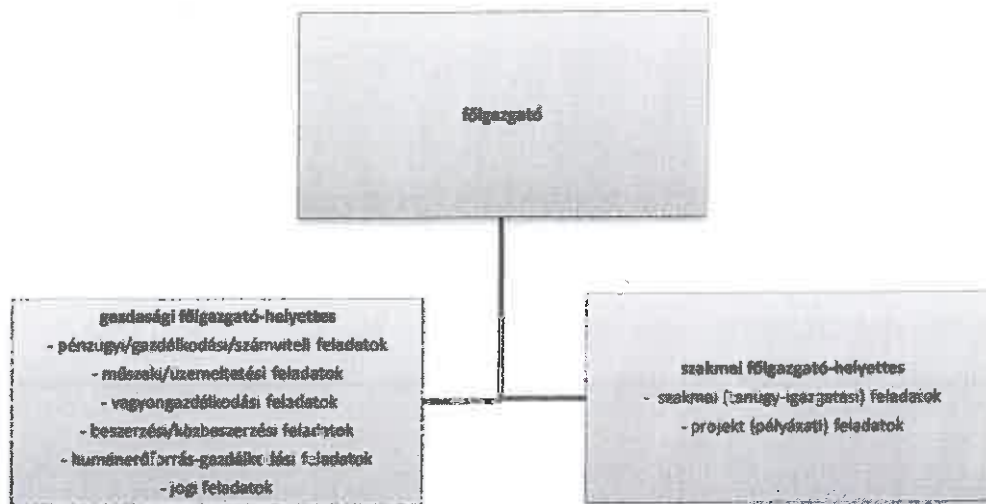 főigazgató
gazdasági főigazgató-helyettes
- pénzügyi/gazdálkodási/számviteli feladatok
- műszaki/üzemeltetési feladatok
- vagyongazdálkodási feladatok
- beszerzési/közbeszerzési feladatok
- humánerőforrás-gazdálkodási feladatok
- jogi feladatok
szakmai főigazgató-helyettes
- szakmai (tanügy-igazgatási) feladatok
- projekt (pályázati) feladatok